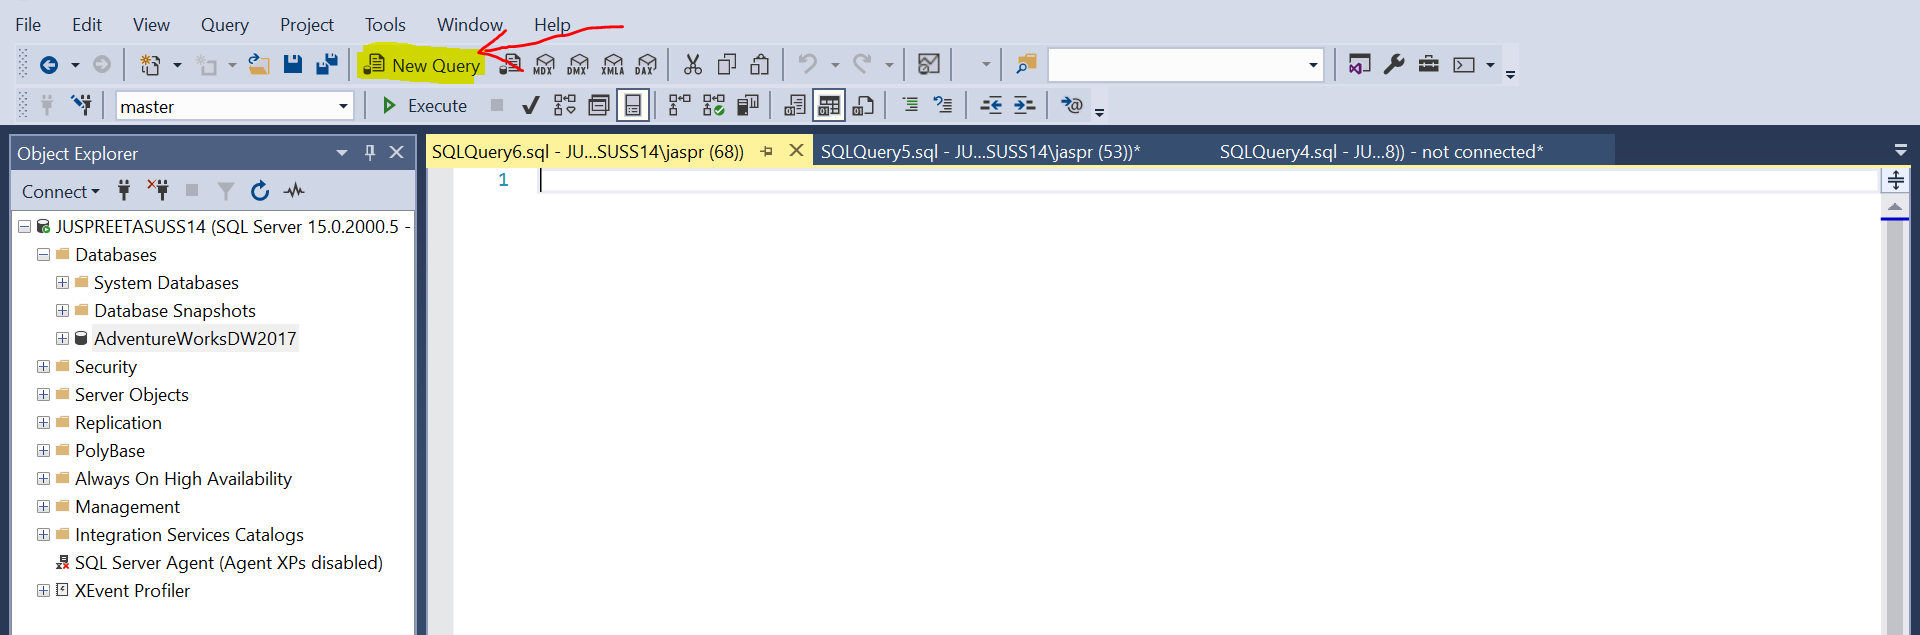 File Edit View Query Project Tools Window Help
New Query MDX DMX XMLA DAX
master Execute
Object Explorer
SQLQuery6.sql - JU...SUSS14\jaspr (68)) SQLQuery5.sql - JU...SUSS14\jaspr (53))* SQLQuery4.sql - JU...8)) - not connected*
1
Connect
JUSPREETASUSS14 (SQL Server 15.0.2000.5 -
Databases
System Databases
Database Snapshots
AdventureWorksDW2017
Security
Server Objects
Replication
PolyBase
Always On High Availability
Management
Integration Services Catalogs
SQL Server Agent (Agent XPs disabled)
XEvent Profiler